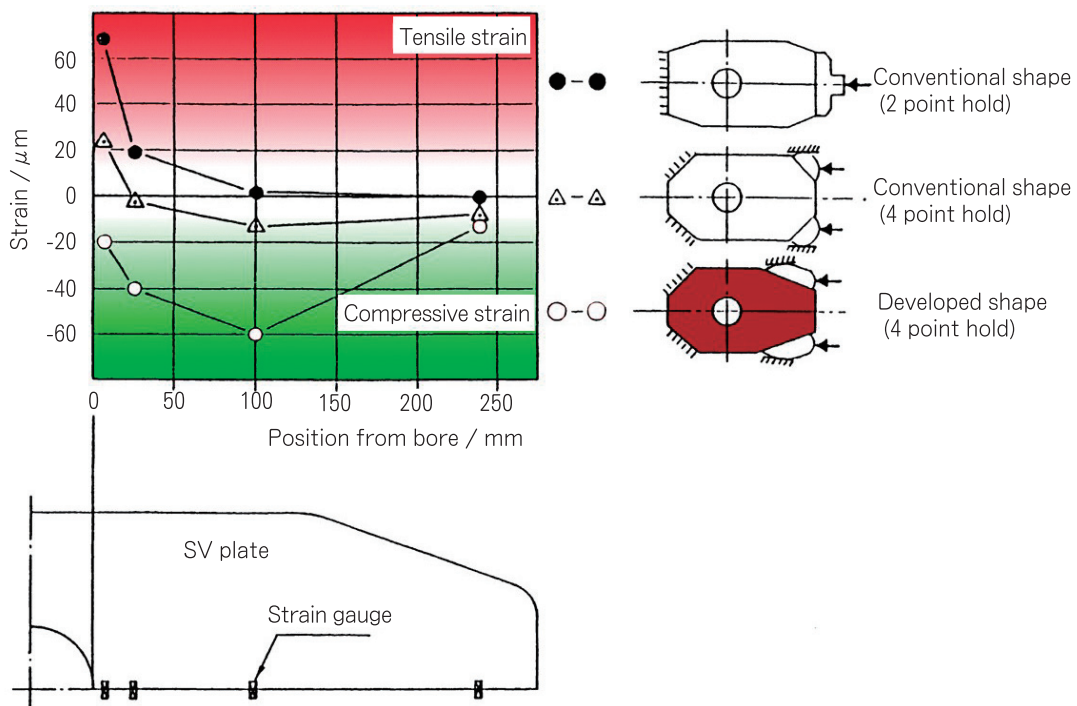 Strain / μm
60
40
20
0
-20
-40
-60
Tensile strain
Compressive strain
0
50
100
150
200
250
Position from bore / mm
Conventional shape
(2 point hold)
Conventional shape
(4 point hold)
Developed shape
(4 point hold)
SV plate
Strain gauge